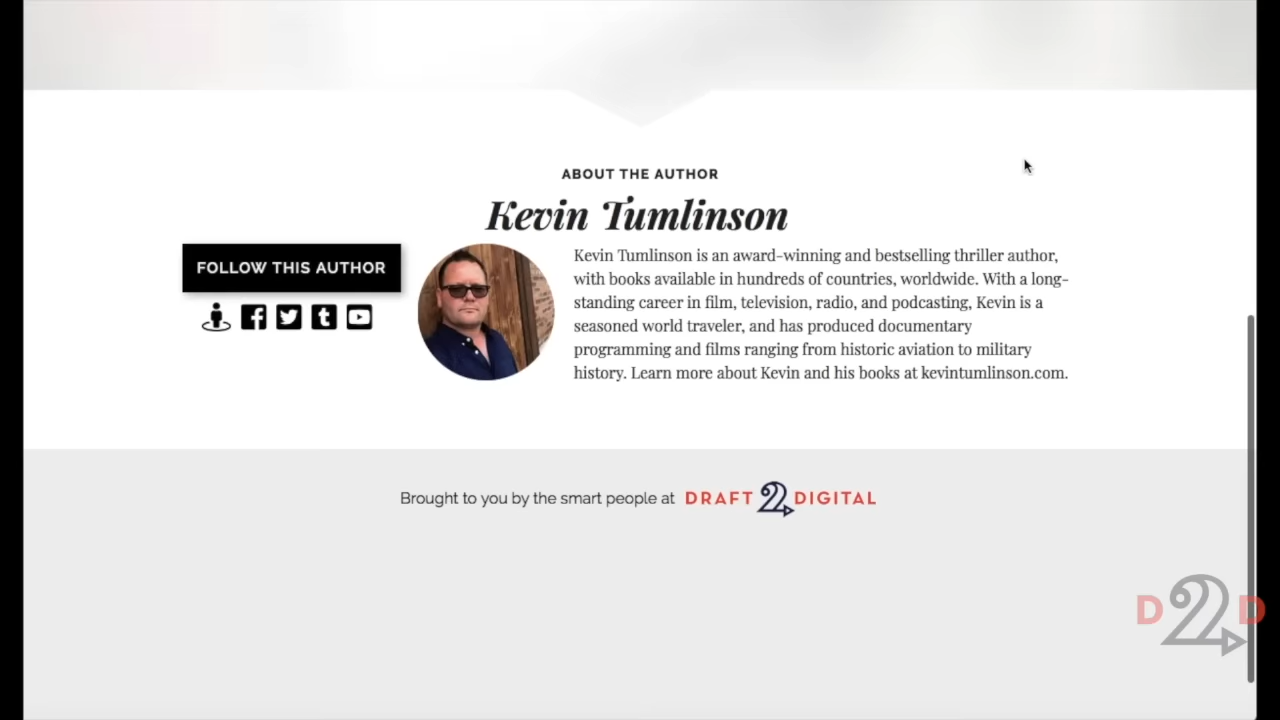 ABOUT THE AUTHOR
Kevin Tumlinson
FOLLOW THIS AUTHOR
Kevin Tumlinson is an award-winning and bestselling thriller author,
with books available in hundreds of countries, worldwide. With a long-
standing career in film, television, radio, and podcasting, Kevin is a
seasoned world traveler, and has produced documentary
programming and films ranging from historic aviation to military
history. Learn more about Kevin and his books at kevintumlinson.com.
Brought to you by the smart people at DRAFT 2 DIGITAL
D2D